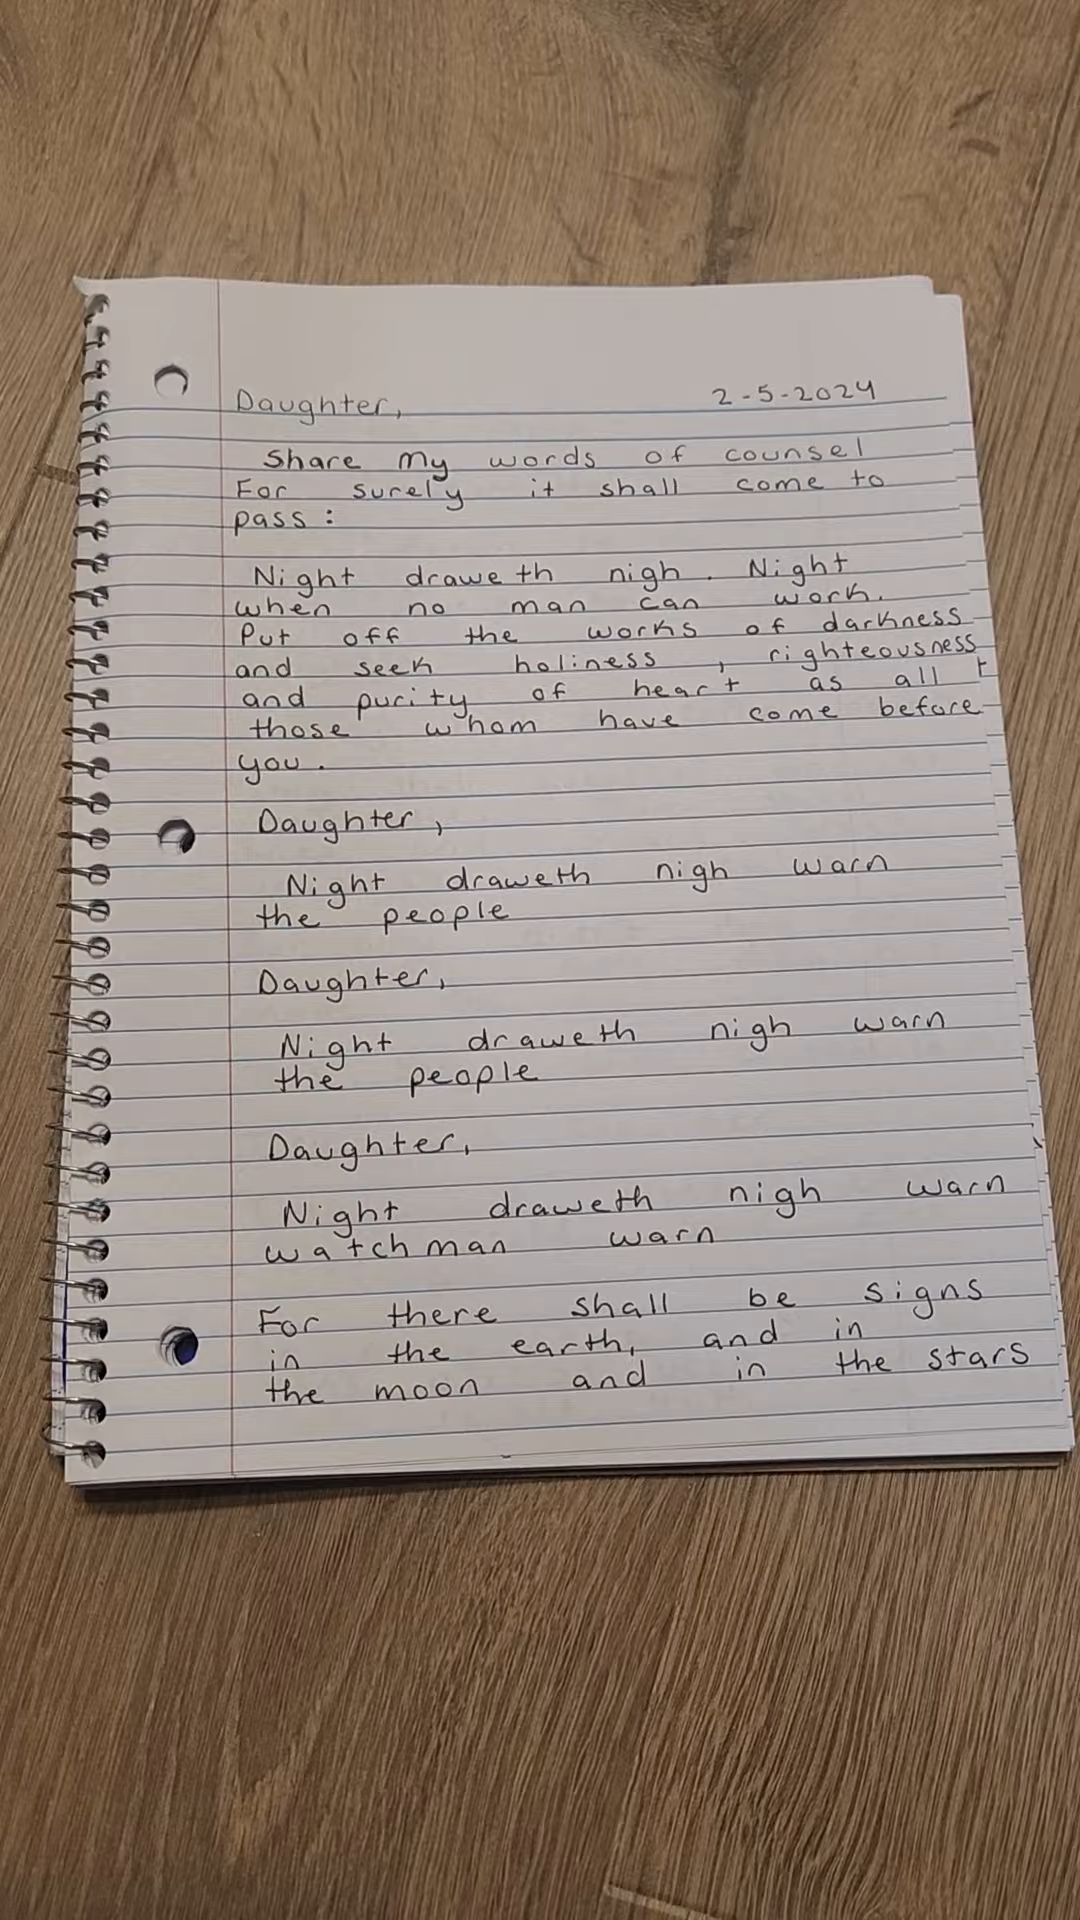 Daughter, 2-5-2024
Share my words of counsel
For surely it shall come to
pass:
Night draweth nigh. Night
when no man can work.
Put off the works of darkness
and seek holiness, righteousness
and purity of heart as all
those whom have come before
you.
Daughter,
Night draweth nigh warn
the people
Daughter,
Night draweth nigh warn
the people
Daughter,
Night draweth nigh warn
watchman warn
For there shall be signs
in the earth, and in
the moon and in the stars